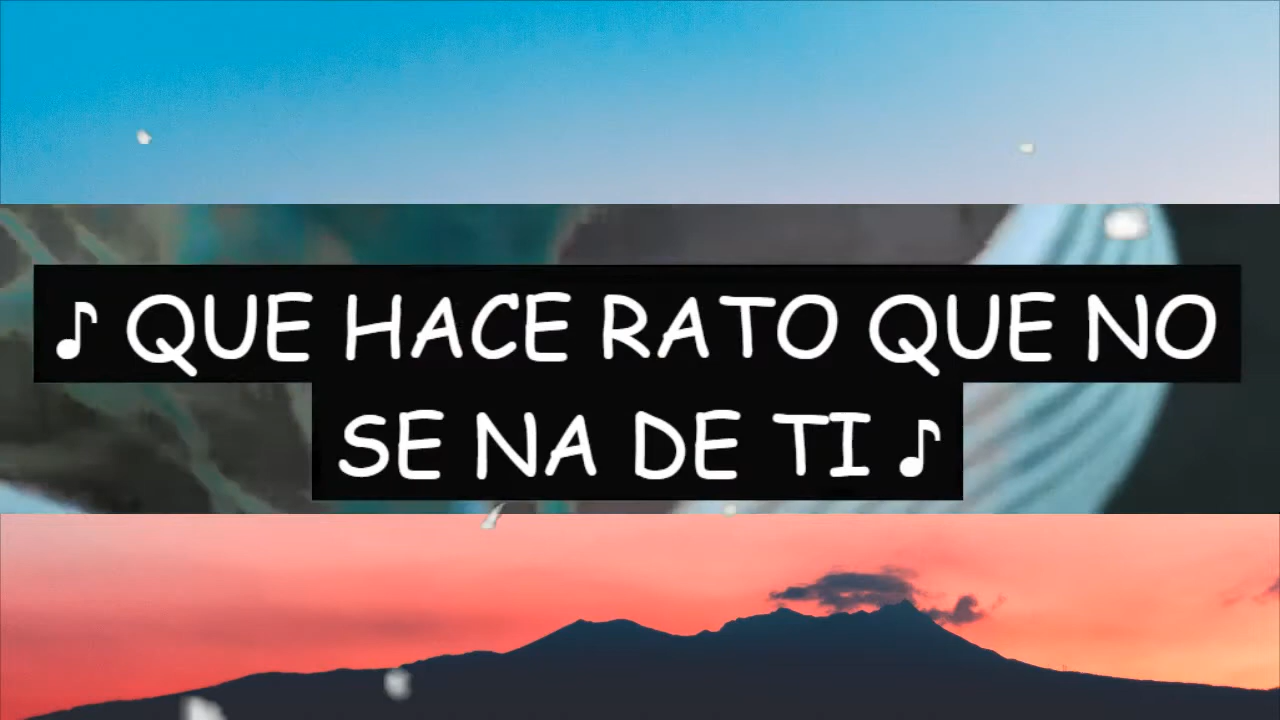 ♪ QUE HACE RATO QUE NO
SE NA DE TI ♪